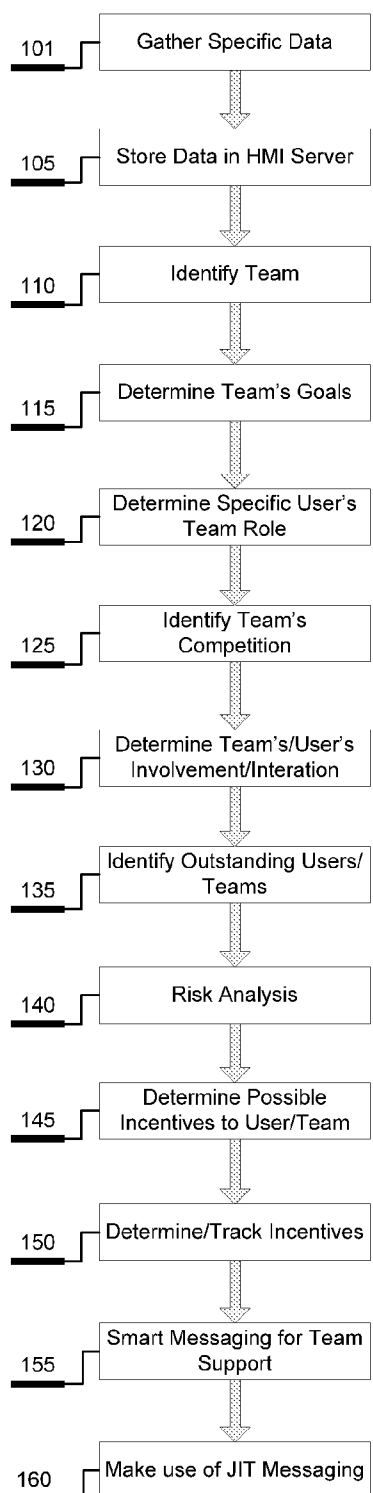 101
Gather Specific Data
105
Store Data in HMI Server
110
Identify Team
115
Determine Team's Goals
120
Determine Specific User's
Team Role
125
Identify Team's
Competition
130
Determine Team's/User's
Involvement/Interation
135
Identify Outstanding Users/
Teams
140
Risk Analysis
145
Determine Possible
Incentives to User/Team
150
Determine/Track Incentives
155
Smart Messaging for Team
Support
160
Make use of JIT Messaging